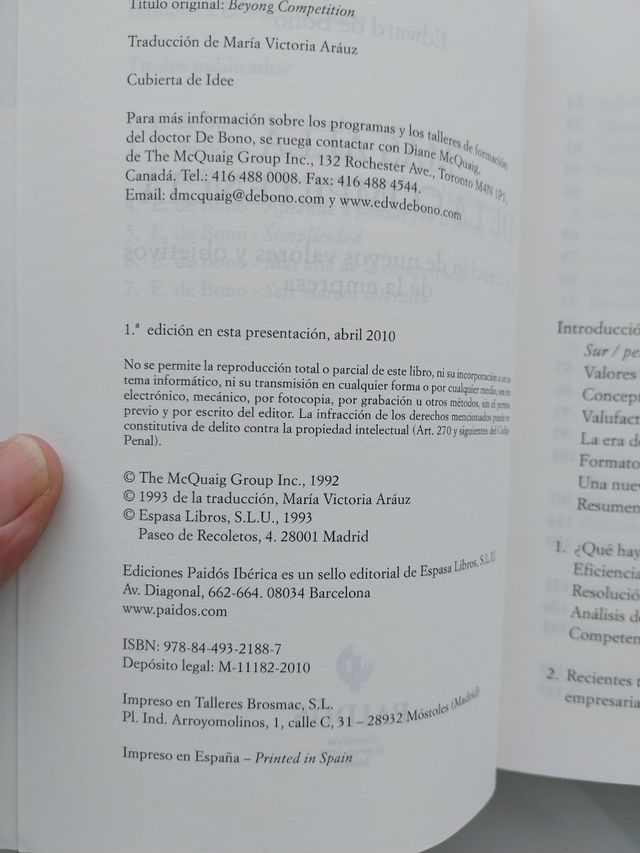 Título original: Beyong Competition
Traducción de María Victoria Aráuz
Cubierta de Idee
Para más información sobre los programas y los talleres de formación
del doctor De Bono, se ruega contactar con Diane McQuaig,
de The McQuaig Group Inc., 132 Rochester Ave., Toronto M4N 1P1,
Canadá. Tel.: 416 488 0008. Fax: 416 488 4544.
Email: dmcquaig@debono.com y www.edwdebono.com
1.ª edición en esta presentación, abril 2010
No se permite la reproducción total o parcial de este libro, ni su incorporación a un
tema informático, ni su transmisión en cualquier forma o por cualquier medio, sea
electrónico, mecánico, por fotocopia, por grabación u otros métodos, sin el permiso
previo y por escrito del editor. La infracción de los derechos mencionados puede
constitutiva de delito contra la propiedad intelectual (Art. 270 y siguientes del Código
Penal).
© The McQuaig Group Inc., 1992
© 1993 de la traducción, María Victoria Aráuz
© Espasa Libros, S.L.U., 1993
Paseo de Recoletos, 4. 28001 Madrid
Ediciones Paidós Ibérica es un sello editorial de Espasa Libros, S.L.U.
Av. Diagonal, 662-664. 08034 Barcelona
www.paidos.com
ISBN: 978-84-493-2188-7
Depósito legal: M-11182-2010
Impreso en Talleres Brosmac, S.L.
Pl. Ind. Arroyomolinos, 1, calle C, 31 – 28932 Móstoles (Madrid)
Impreso en España – Printed in Spain
Introducció
Sur / pe
Valores
Concept
Valufact
La era de
Formato
Una nue
Resumen
1. ¿Qué hay
Eficiencia
Resolució
Análisis d
Competen
2. Recientes t
empresaria